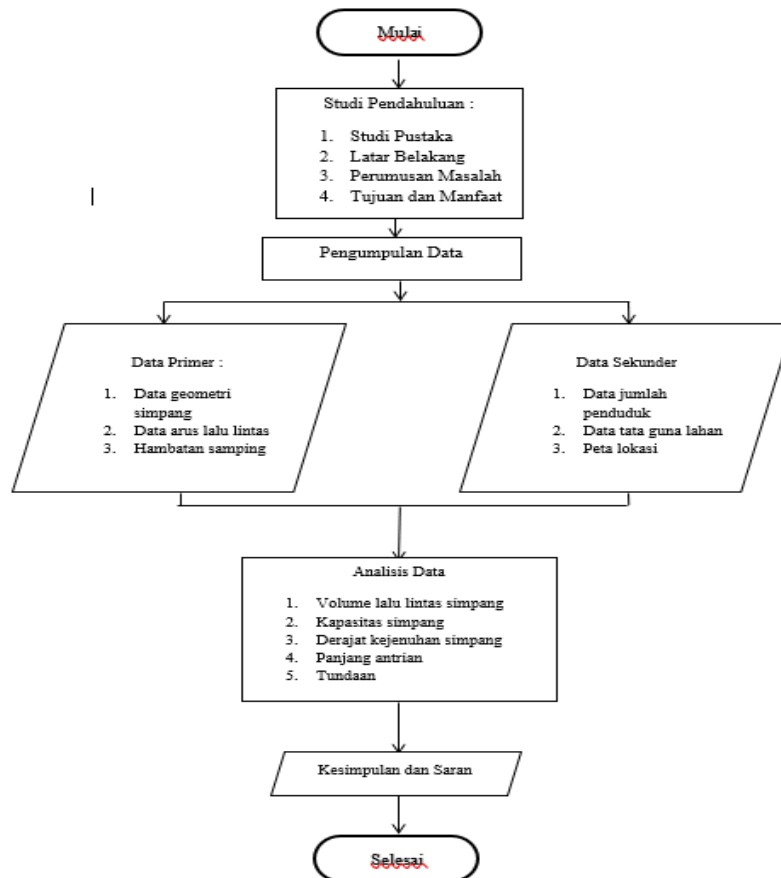 Mulai
Studi Pendahuluan :
1. Studi Pustaka
2. Latar Belakang
3. Perumusan Masalah
4. Tujuan dan Manfaat
Pengumpulan Data
Data Primer :
1. Data geometri
simpang
2. Data arus lalu lintas
3. Hambatan samping
Data Sekunder
1. Data jumlah
penduduk
2. Data tata guna lahan
3. Peta lokasi
Analisis Data
1. Volume lalu lintas simpang
2. Kapasitas simpang
3. Derajat kejenuhan simpang
4. Panjang antrian
5. Tundaan
Kesimpulan dan Saran
Selesai